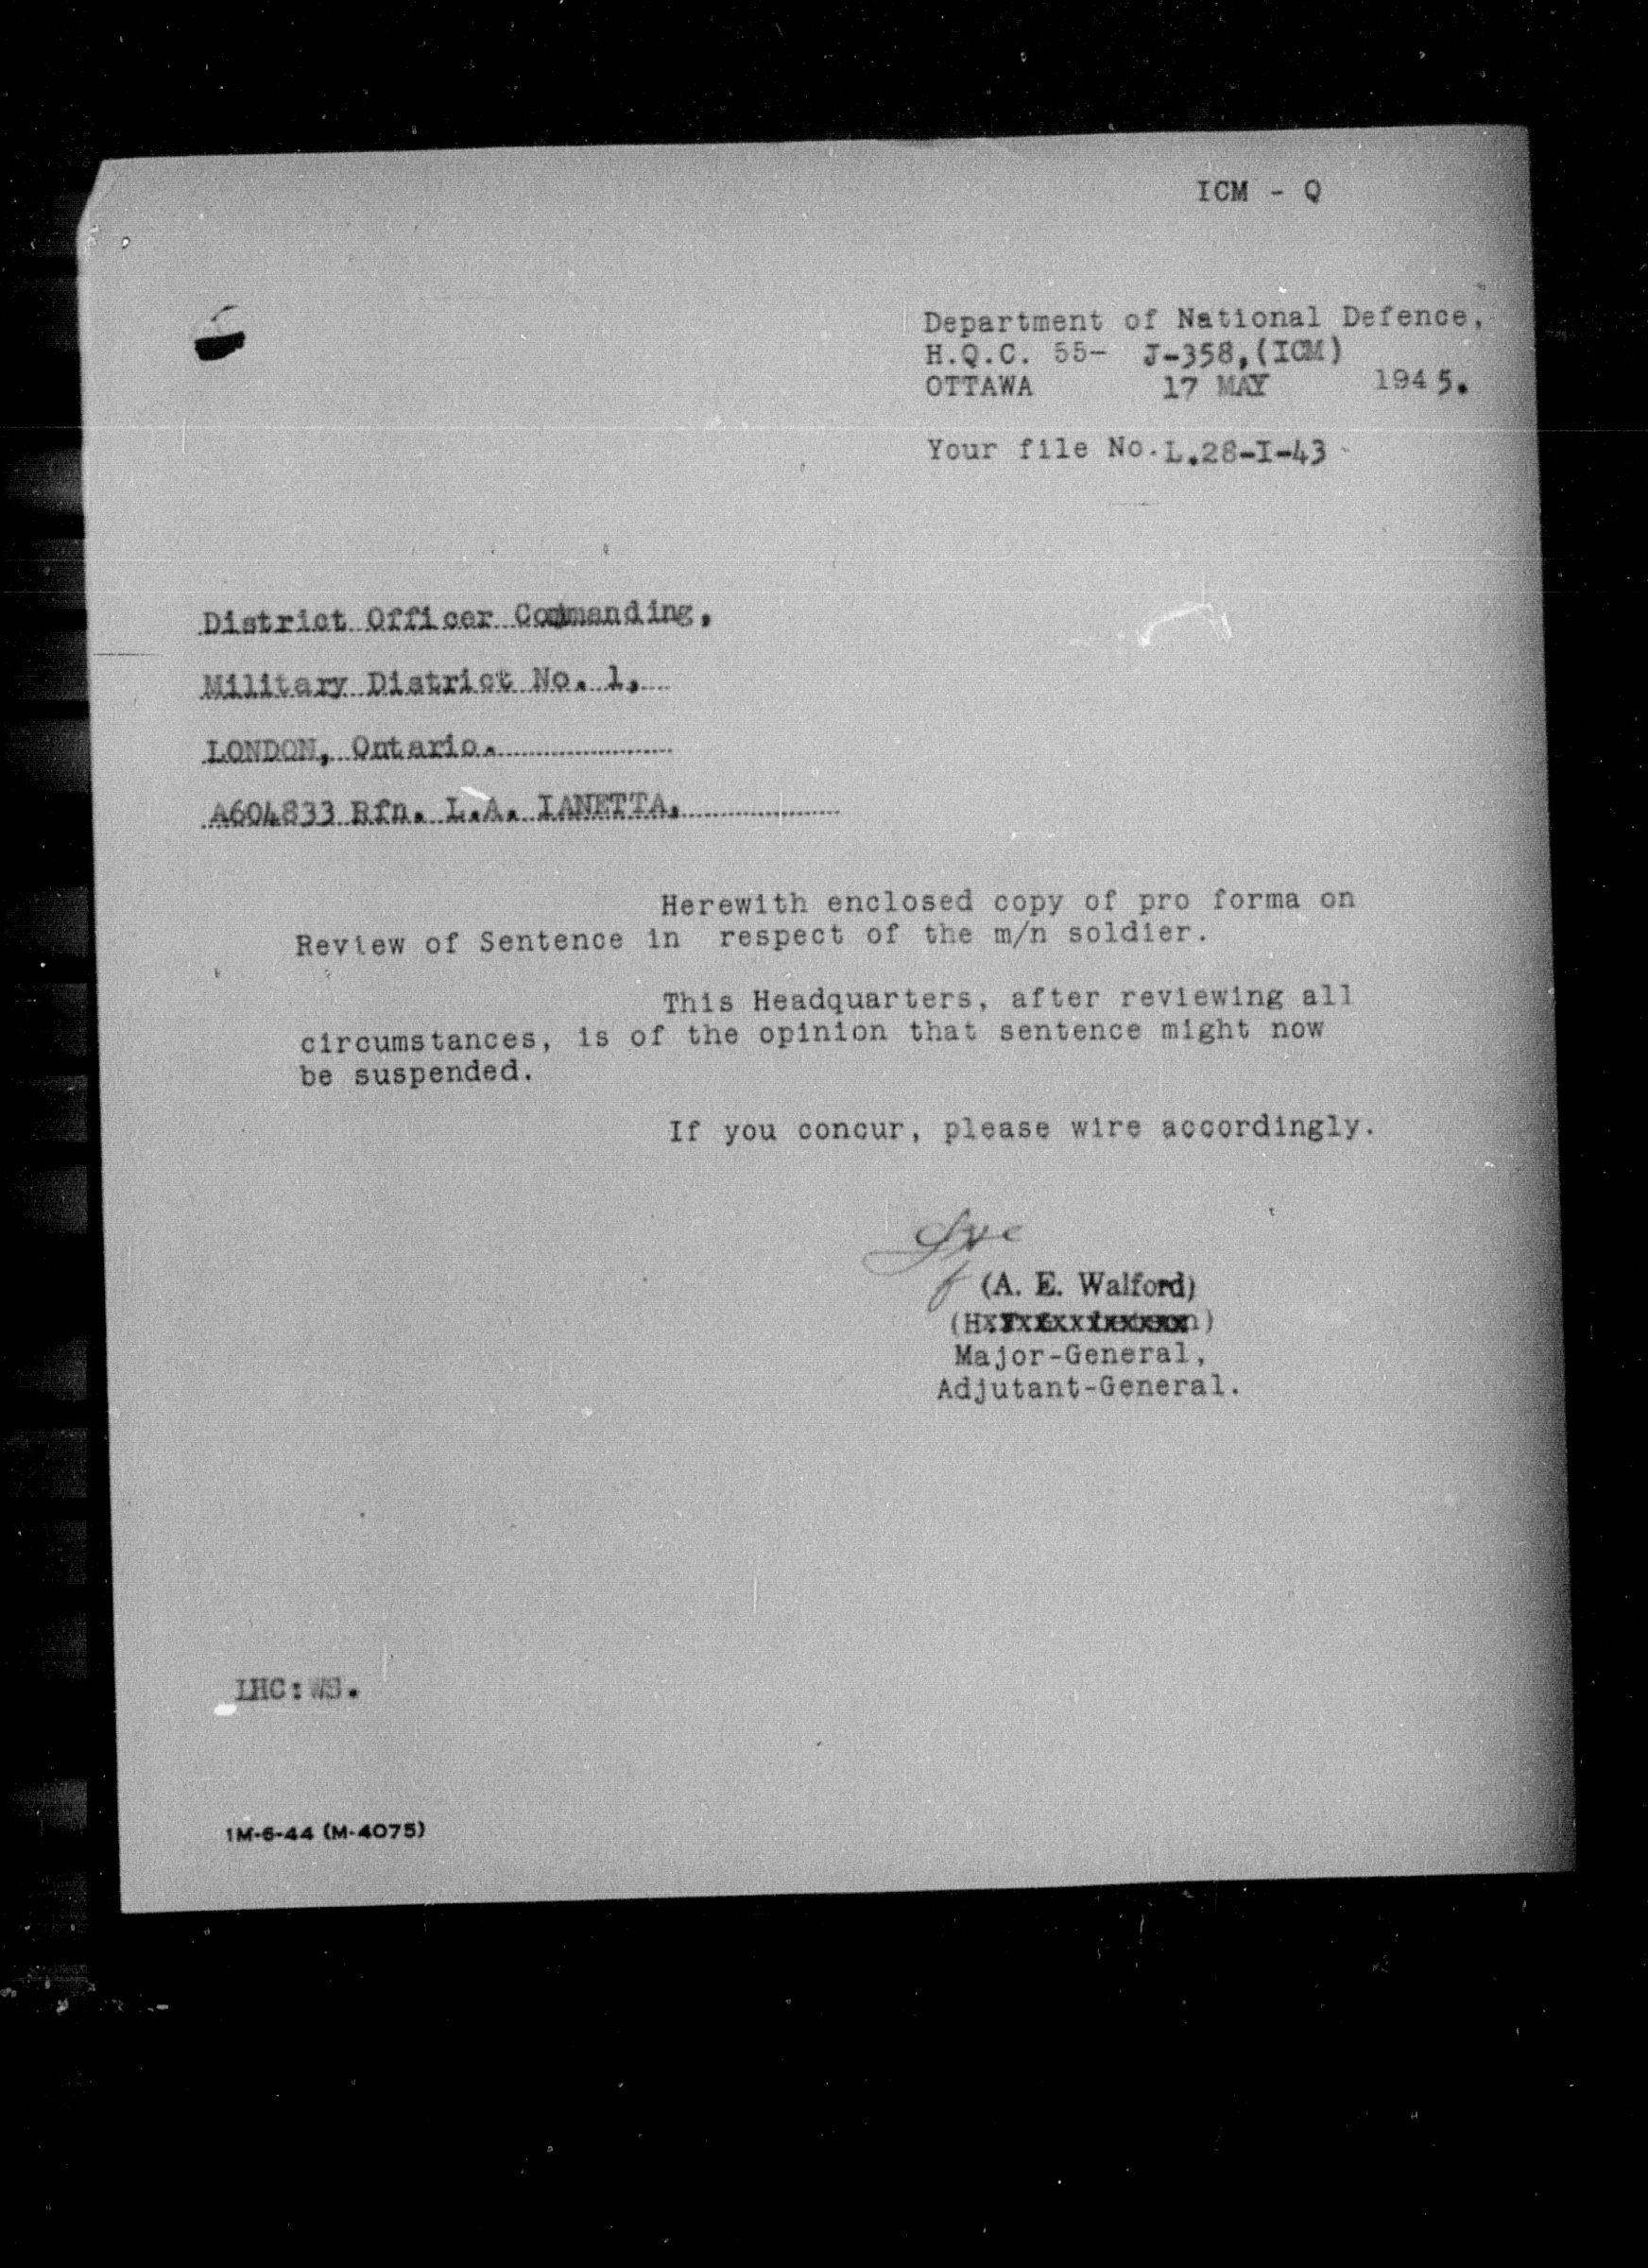 ICM - Q
Department of National Defence,
H.Q.C. 55- J-358,(ICM)
OTTAWA 17 MAY 1945.
Your file No. L.28-I-43
District Officer Commanding,
Military District No. 1,
LONDON, Ontario.
A604833 Rfn. L.A. IANETTA.
Herewith enclosed copy of pro forma on
Review of Sentence in respect of the m/n soldier.
This Headquarters, after reviewing all
circumstances, is of the opinion that sentence might now
be suspended.
If you concur, please wire accordingly.
f (A. E. Walford)
Major-General,
Adjutant-General.
LHC:WS.
1M-6-44 (M-4075)